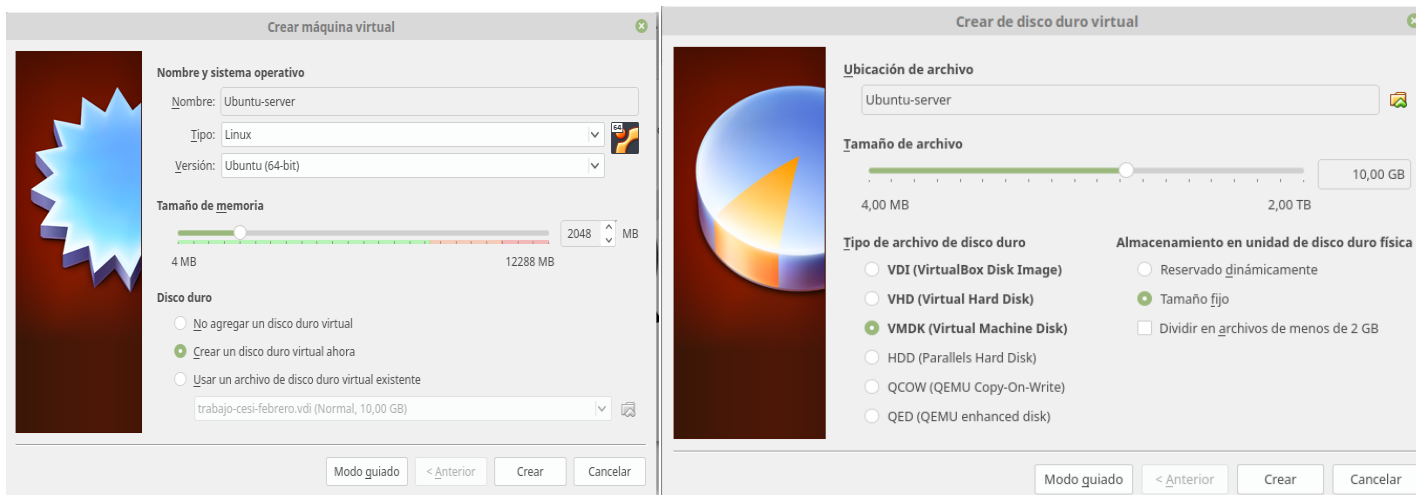 Crear máquina virtual
Nombre y sistema operativo
Nombre: Ubuntu-server
Tipo: Linux
64
Versión: Ubuntu (64-bit)
Tamaño de memoria
2048 MB
4 MB 12288 MB
Disco duro
No agregar un disco duro virtual
Crear un disco duro virtual ahora
Usar un archivo de disco duro virtual existente
trabajo-cesi-febrero.vdi (Normal, 10,00 GB)
Modo guiado < Anterior Crear Cancelar
Crear de disco duro virtual
Ubicación de archivo
Ubuntu-server
Tamaño de archivo
10,00 GB
4,00 MB 2,00 TB
Tipo de archivo de disco duro
VDI (VirtualBox Disk Image)
VHD (Virtual Hard Disk)
VMDK (Virtual Machine Disk)
HDD (Parallels Hard Disk)
QCOW (QEMU Copy-On-Write)
QED (QEMU enhanced disk)
Almacenamiento en unidad de disco duro física
Reservado dinámicamente
Tamaño fijo
Dividir en archivos de menos de 2 GB
Modo guiado < Anterior Crear Cancelar